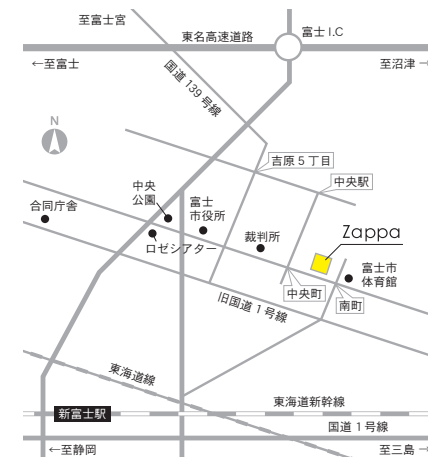 至富士宮
東名高速道路
富士 I.C
←至富士
至沼津→
国道 139 号線
N
吉原 5 丁目
中央駅
中央
公園
富士
市役所
合同庁舎
ロゼシアター
裁判所
Zappa
富士市
体育館
中央町
南町
旧国道 1 号線
東海道線
東海道新幹線
新富士駅
国道 1 号線
←至静岡
至三島→